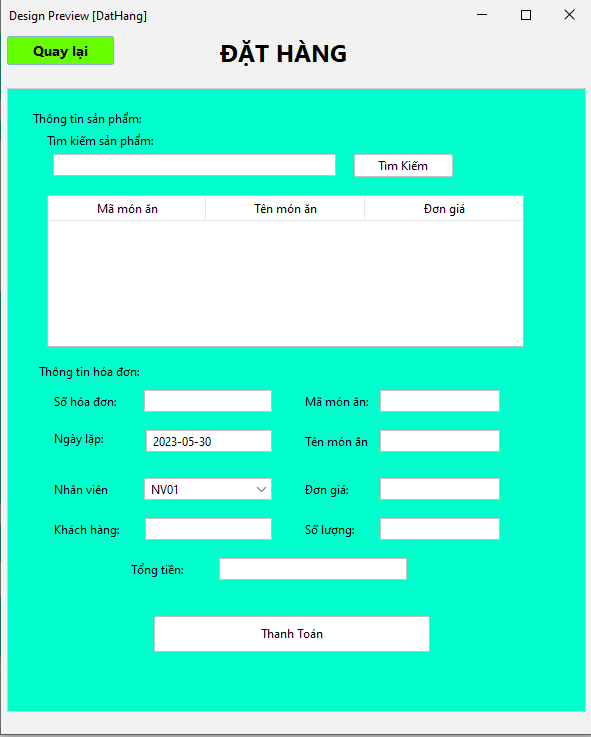 Design Preview [DatHang]
Quay lại
ĐẶT HÀNG
Thông tin sản phẩm:
Tìm kiếm sản phẩm:
Tìm Kiếm
Mã món ăn Tên món ăn Đơn giá
Thông tin hóa đơn:
Số hóa đơn: Mã món ăn:
Ngày lập: 2023-05-30 Tên món ăn
Nhân viên NV01 Đơn giá:
Khách hàng: Số lượng:
Tổng tiền:
Thanh Toán